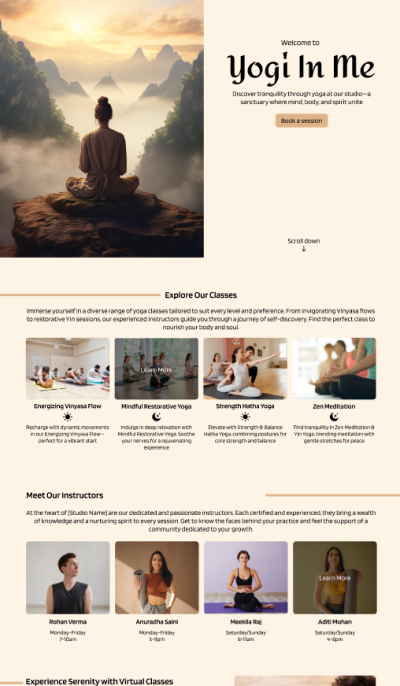 Welcome to
Yogi In Me
Discover tranquility through yoga at our studio—a
sanctuary where mind, body, and spirit unite
Book a session
Scroll down
↓
Explore Our Classes
Immerse yourself in a diverse range of yoga classes tailored to suit every level and preference. From invigorating Vinyasa flows
to restorative Yin sessions, our experienced instructors guide you through a journey of self-discovery. Find the perfect class to
nourish your body and soul.
Learn More
Energizing Vinyasa Flow
Recharge with dynamic movements
in our Energizing Vinyasa Flow—
perfect for a vibrant start
Mindful Restorative Yoga
Indulge in deep relaxation with
Mindful Restorative Yoga. Soothe
your nerves for a rejuvenating
experience
Strength Hatha Yoga
Elevate with Strength & Balance
Hatha Yoga, combining postures for
core strength and balance
Zen Meditation
Find tranquility in Zen Meditation &
Yin Yoga, blending meditation with
gentle stretches for peace
Meet Our Instructors
At the heart of [Studio Name] are our dedicated and passionate instructors. Each certified and experienced, they bring a wealth
of knowledge and a nurturing spirit to every session. Get to know the faces behind your practice and feel the support of a
community dedicated to your growth.
Learn More
Rohan Verma
Monday-Friday
7-10am
Anuradha Saini
Monday-Friday
5-9pm
Meekila Raj
Saturday/Sunday
8-11am
Aditi Mohan
Saturday/Sunday
4-8pm
Experience Serenity with Virtual Classes